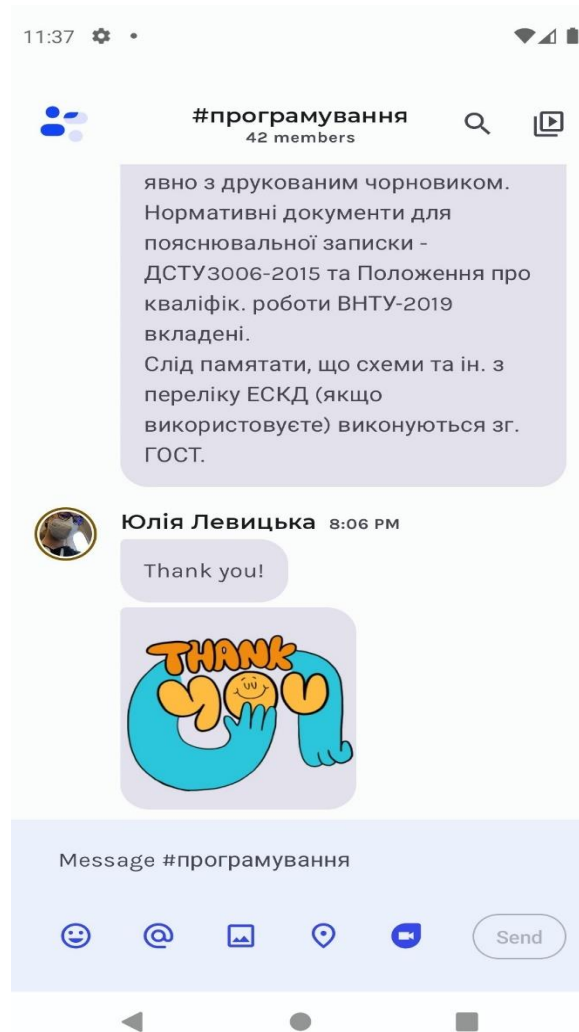 11:37
#програмування
42 members
явно з друкованим чорновиком.
Нормативні документи для
пояснювальної записки -
ДСТУ3006-2015 та Положення про
кваліфік. роботи ВНТУ-2019
вкладені.
Слід памятати, що схеми та ін. з
переліку ЕСКД (якщо
використовуєте) виконуються зг.
ГОСТ.
Юлія Левицька 8:06 PM
Thank you!
THANK
YOU
Message #програмування
Send